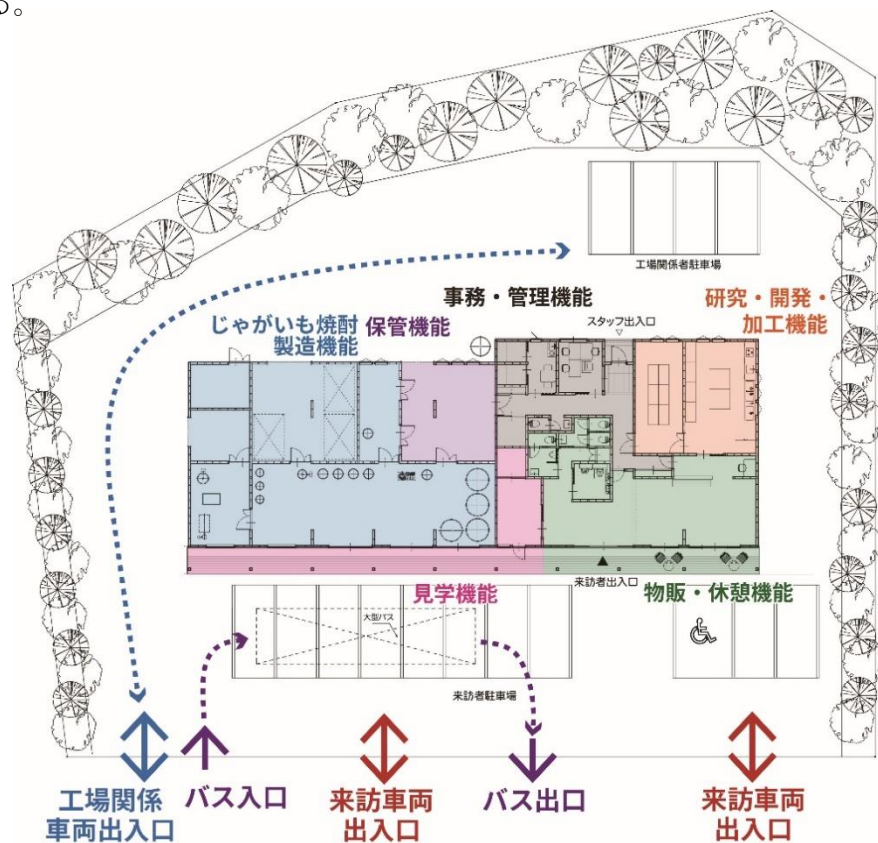 る。
工場関係者駐車場
事務・管理機能
研究・開発・
加工機能
じゃがいも焼酎
製造機能
保管機能
スタッフ出入口
見学機能
来訪者出入口
物販・休憩機能
大型バス
来訪者駐車場
工場関係
車両出入口
バス入口
来訪車両
出入口
バス出口
来訪車両
出入口